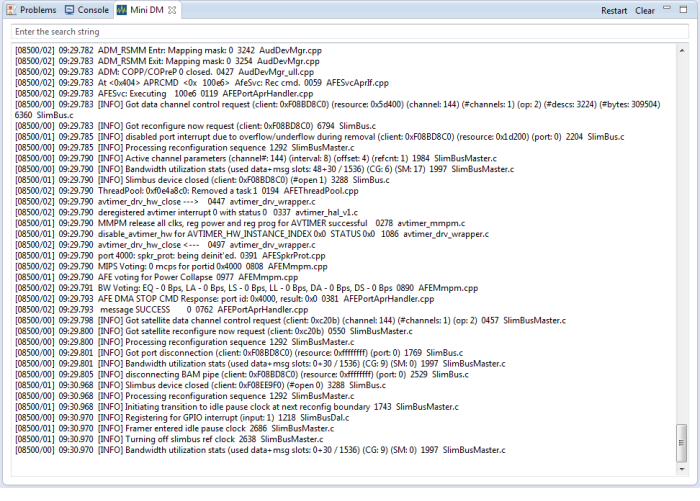 Problems Console Mini DM Restart Clear
Enter the search string
[08500/02] 09:29.782 ADM_RSMM Entr: Mapping mask: 0 3242 AudDevMgr.cpp
[08500/02] 09:29.783 ADM_RSMM Exit: Mapping mask: 0 3254 AudDevMgr.cpp
[08500/02] 09:29.783 ADM: COPP/COPreP 0 closed. 0427 AudDevMgr_ull.cpp
[08500/02] 09:29.783 At <0x404> APRCMD <0x 100e6> AfeSvc: Rec cmd. 0059 AFESvcAprIf.cpp
[08500/02] 09:29.783 AFESvc: Executing 100e6 0119 AFEPortAprHandler.cpp
[08500/00] 09:29.783 [INFO] Got data channel control request (client: 0xF08BD8C0) (resource: 0x5d400) (channel: 144) (#channels: 1) (op: 2) (#descs: 3224) (#bytes: 309504)
6360 SlimBus.c
[08500/00] 09:29.783 [INFO] Got reconfigure now request (client: 0xF08BD8C0) 6794 SlimBus.c
[08500/01] 09:29.785 [INFO] disabled port interrupt due to overflow/underflow during removal (client: 0xF08BD8C0) (resource: 0x1d200) (port: 0) 2204 SlimBus.c
[08500/00] 09:29.785 [INFO] Processing reconfiguration sequence 1292 SlimBusMaster.c
[08500/00] 09:29.790 [INFO] Active channel parameters (channel#: 144) (interval: 8) (offset: 4) (refcnt: 1) 1984 SlimBusMaster.c
[08500/00] 09:29.790 [INFO] Bandwidth utilization stats (used data+msg slots: 48+30 / 1536) (CG: 6) (SM: 17) 1997 SlimBusMaster.c
[08500/01] 09:29.790 [INFO] Slimbus device closed (client: 0xF08BD8C0) (#open 1) 3288 SlimBus.c
[08500/02] 09:29.790 ThreadPool: 0xf0e4a8c0: Removed a task 1 0194 AFEThreadPool.cpp
[08500/02] 09:29.790 avtimer_drv_hw_close ---> 0447 avtimer_drv_wrapper.c
[08500/02] 09:29.790 deregistered avtimer interrupt 0 with status 0 0337 avtimer_hal_v1.c
[08500/01] 09:29.790 MMPM release all clks, reg power and reg prog for AVTIMER successful 0278 avtimer_mmpm.c
[08500/01] 09:29.790 disable_avtimer_hw for AVTIMER_HW_INSTANCE_INDEX 0x0 STATUS 0x0 1086 avtimer_drv_wrapper.c
[08500/02] 09:29.790 avtimer_drv_hw_close <--- 0497 avtimer_drv_wrapper.c
[08500/01] 09:29.790 port 4000: spkr_prot: being deinit'ed. 0391 AFESpkrProt.cpp
[08500/02] 09:29.790 MIPS Voting: 0 mcps for portid 0x4000 0808 AFEMmpm.cpp
[08500/01] 09:29.790 AFE voting for Power Collapse 0977 AFEMmpm.cpp
[08500/02] 09:29.791 BW Voting: EQ - 0 Bps, LA - 0 Bps, LS - 0 Bps, LL - 0 Bps, DA - 0 Bps, DS - 0 Bps 0890 AFEMmpm.cpp
[08500/02] 09:29.793 AFE DMA STOP CMD Response: port id: 0x4000, result: 0x0 0381 AFEPortAprHandler.cpp
[08500/02] 09:29.793 message SUCCESS 0 0762 AFEPortAprHandler.cpp
[08500/01] 09:29.798 [INFO] Got satellite data channel control request (client: 0xc20b) (channel: 144) (#channels: 1) (op: 2) 0457 SlimBusMaster.c
[08500/00] 09:29.800 [INFO] Got satellite reconfigure now request (client: 0xc20b) 0550 SlimBusMaster.c
[08500/00] 09:29.800 [INFO] Processing reconfiguration sequence 1292 SlimBusMaster.c
[08500/01] 09:29.801 [INFO] Got port disconnection (client: 0xF08BD8C0) (resource: 0xffffffff) (port: 0) 1769 SlimBus.c
[08500/01] 09:29.801 [INFO] Bandwidth utilization stats (used data+msg slots: 0+30 / 1536) (CG: 9) (SM: 0) 1997 SlimBusMaster.c
[08500/00] 09:29.805 [INFO] disconnecting BAM pipe (client: 0xF08BD8C0) (resource: 0xffffffff) (port: 0) 2529 SlimBus.c
[08500/01] 09:30.968 [INFO] Slimbus device closed (client: 0xF08EE9F0) (#open 0) 3288 SlimBus.c
[08500/00] 09:30.968 [INFO] Processing reconfiguration sequence 1292 SlimBusMaster.c
[08500/01] 09:30.968 [INFO] Initiating transition to idle pause clock at next reconfig boundary 1743 SlimBusMaster.c
[08500/00] 09:30.970 [INFO] Registering for GPIO interrupt (input: 1) 1218 SlimBusDal.c
[08500/01] 09:30.970 [INFO] Framer entered idle pause clock 2686 SlimBusMaster.c
[08500/01] 09:30.970 [INFO] Turning off slimbus ref clock 2638 SlimBusMaster.c
[08500/00] 09:30.970 [INFO] Bandwidth utilization stats (used data+msg slots: 0+30 / 1536) (CG: 9) (SM: 0) 1997 SlimBusMaster.c